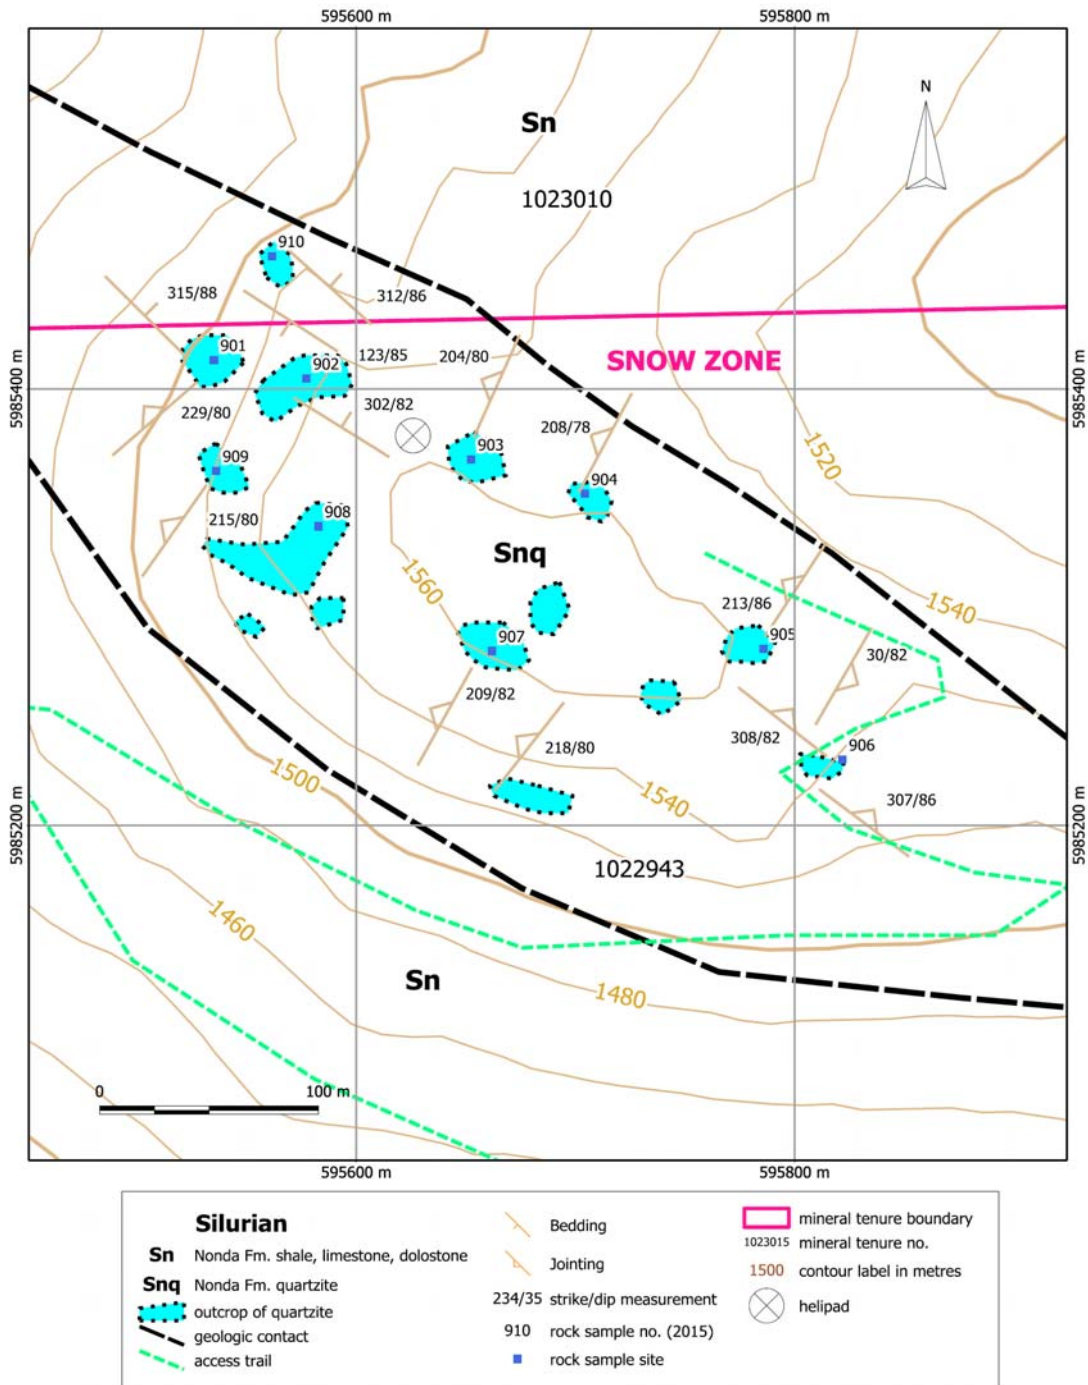 595600 m
595800 m
Sn
N
1023010
910
315/88
312/86
901
902
123/85
204/80
SNOW ZONE
5985400 m
5985400 m
302/82
229/80
208/78
903
1520
909
904
908
215/80
Snq
1560
1540
213/86
907
905
30/82
209/82
308/82
218/80
906
1500
1540
307/86
5985200 m
5985200 m
1022943
1460
Sn
1480
0
100 m
595600 m
595800 m
Silurian
Sn Nonda Fm. shale, limestone, dolostone
Snq Nonda Fm. quartzite
outcrop of quartzite
geologic contact
access trail
Bedding
Jointing
234/35 strike/dip measurement
910 rock sample no. (2015)
rock sample site
mineral tenure boundary
1023015 mineral tenure no.
1500 contour label in metres
helipad